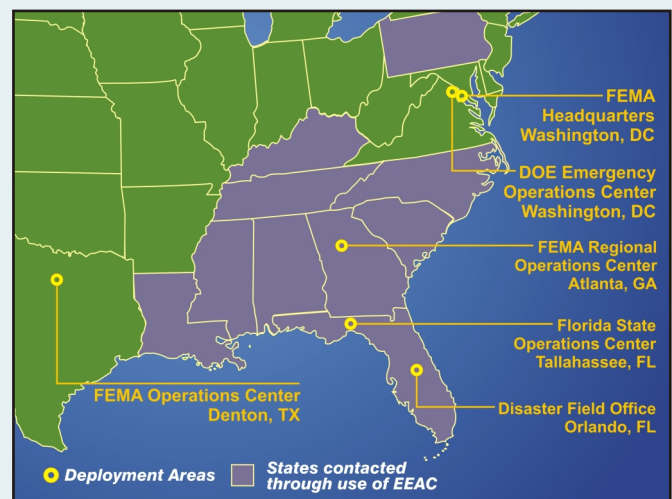 FEMA
Headquarters
Washington, DC
DOE Emergency
Operations Center
Washington, DC
FEMA Regional
Operations Center
Atlanta, GA
Florida State
Operations Center
Tallahassee, FL
FEMA Operations Center
Denton, TX
Disaster Field Office
Orlando, FL
Deployment Areas
States contacted
through use of EEAC